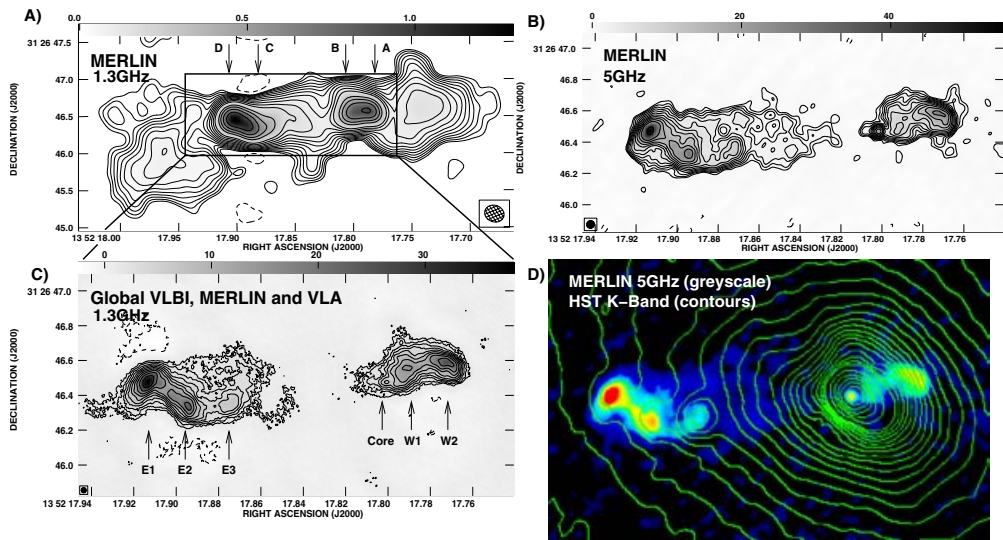 A)
0.0 0.5 1.0
31 26 47.5
47.0
46.5
46.0
45.5
45.0
DECLINATION (J2000)
MERLIN
1.3GHz
D C B A
13 52 18.00 17.95 17.90 17.85 17.80 17.75 17.70
RIGHT ASCENSION (J2000)
B)
0 20 40
31 26 47.0
46.8
46.6
46.4
46.2
46.0
DECLINATION (J2000)
MERLIN
5GHz
13 52 17.94 17.92 17.90 17.88 17.86 17.84 17.82 17.80 17.78 17.76
RIGHT ASCENSION (J2000)
C)
0 10 20 30
31 26 47.0
46.8
46.6
46.4
46.2
46.0
DECLINATION (J2000)
Global VLBI, MERLIN and VLA
1.3GHz
Core W1 W2
E1 E2 E3
13 52 17.94 17.92 17.90 17.88 17.86 17.84 17.82 17.80 17.78 17.76
RIGHT ASCENSION (J2000)
D)
MERLIN 5GHz (greyscale)
HST K−Band (contours)